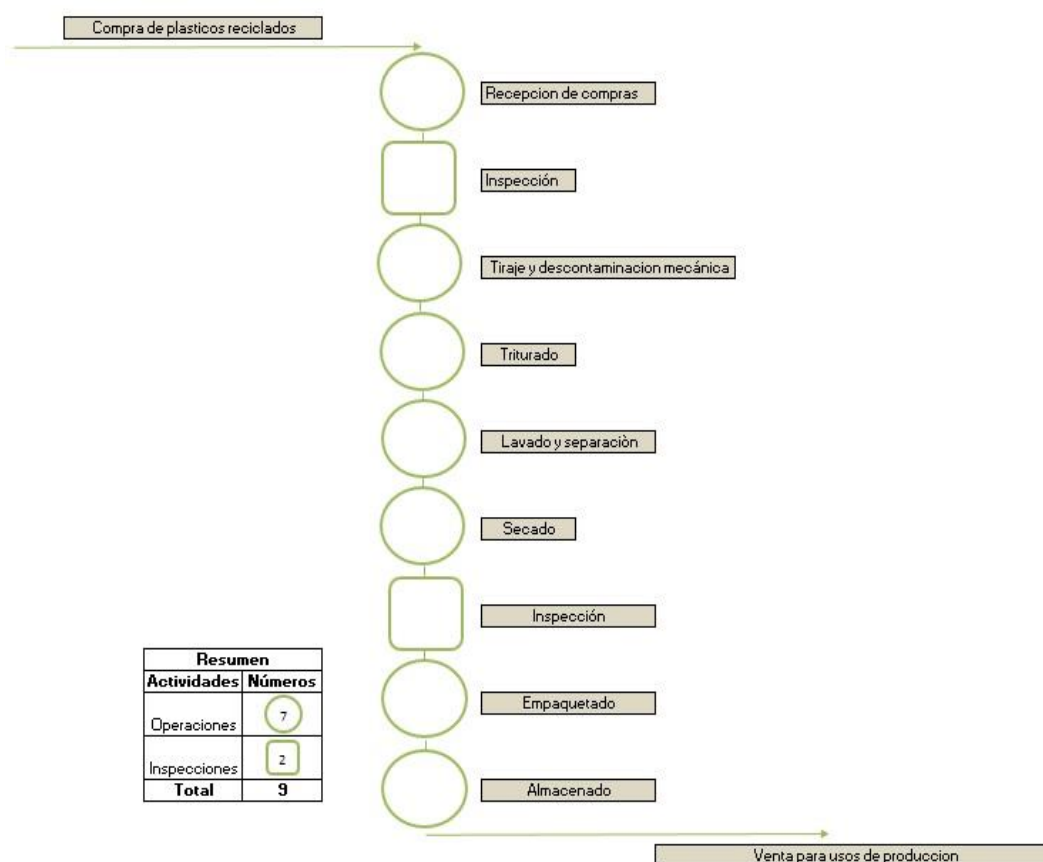 Compra de plasticos reciclados
Recepcion de compras
Inspección
Tiraje y descontaminacion mecánica
Triturado
Lavado y separaciòn
Secado
Inspección
Empaquetado
Almacenado
Venta para usos de produccion
Resumen
Actividades Números
Operaciones 7
Inspecciones 2
Total 9